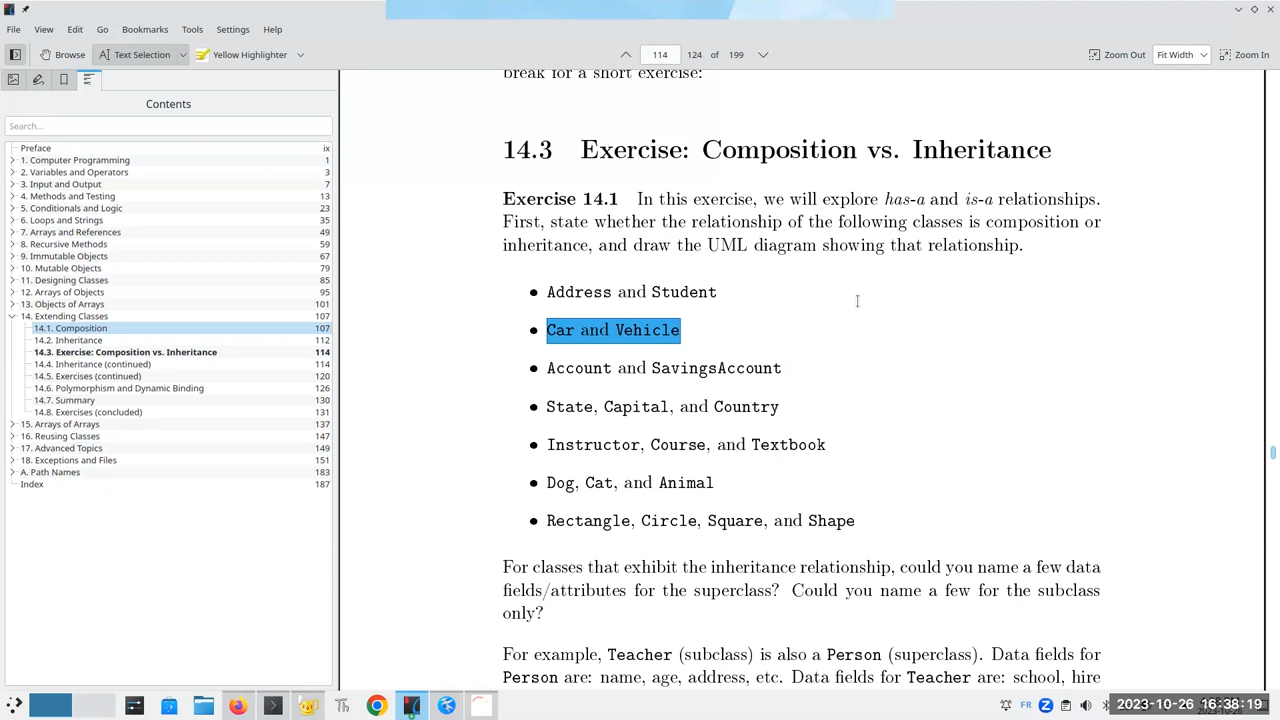 File View Edit Go Bookmarks Tools Settings Help
Browse Text Selection Yellow Highlighter 114 124 of 199 Zoom Out Fit Width Zoom In
Contents
Search...
Preface ix
1. Computer Programming 1
2. Variables and Operators 3
3. Input and Output 7
4. Methods and Testing 13
5. Conditionals and Logic 23
6. Loops and Strings 35
7. Arrays and References 49
8. Recursive Methods 59
9. Immutable Objects 67
10. Mutable Objects 79
11. Designing Classes 85
12. Arrays of Objects 95
13. Objects of Arrays 101
14. Extending Classes 107
14.1. Composition 107
14.2. Inheritance 112
14.3. Exercise: Composition vs. Inheritance 114
14.4. Inheritance (continued) 114
14.5. Exercises (continued) 120
14.6. Polymorphism and Dynamic Binding 126
14.7. Summary 130
14.8. Exercises (concluded) 131
15. Arrays of Arrays 137
16. Reusing Classes 147
17. Advanced Topics 149
18. Exceptions and Files 151
A. Path Names 183
Index 187
break for a short exercise:
14.3 Exercise: Composition vs. Inheritance
Exercise 14.1 In this exercise, we will explore has-a and is-a relationships.
First, state whether the relationship of the following classes is composition or
inheritance, and draw the UML diagram showing that relationship.
• Address and Student
• Car and Vehicle
• Account and SavingsAccount
• State, Capital, and Country
• Instructor, Course, and Textbook
• Dog, Cat, and Animal
• Rectangle, Circle, Square, and Shape
For classes that exhibit the inheritance relationship, could you name a few data
fields/attributes for the superclass? Could you name a few for the subclass
only?
For example, Teacher (subclass) is also a Person (superclass). Data fields for
Person are: name, age, address, etc. Data fields for Teacher are: school, hire
Th FR 2023-10-26 16:38:19